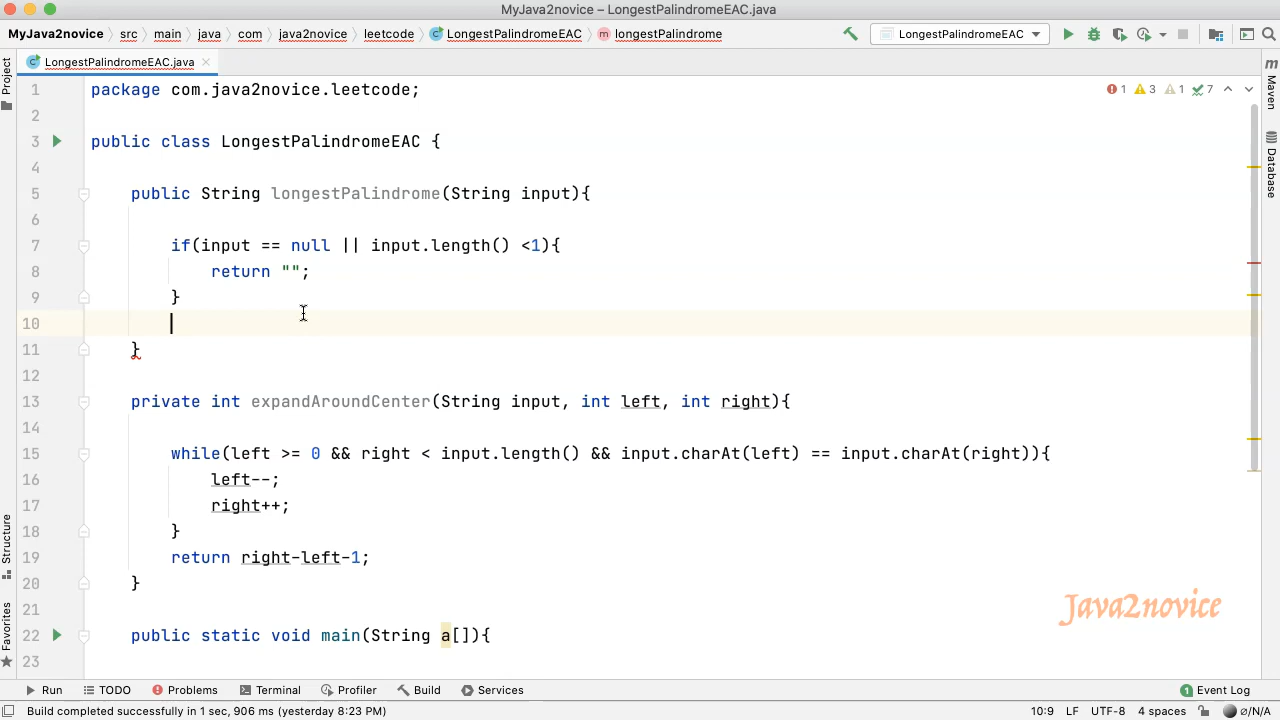 MyJava2novice – LongestPalindromeEAC.java
MyJava2novice src main java com java2novice leetcode LongestPalindromeEAC m longestPalindrome LongestPalindromeEAC
Project
LongestPalindromeEAC.java
1 package com.java2novice.leetcode;
1 3 1 7
2
3 public class LongestPalindromeEAC {
4
5 public String longestPalindrome(String input){
6
7 if(input == null || input.length() <1){
8 return "";
9 }
10
11 }
12
13 private int expandAroundCenter(String input, int left, int right){
14
15 while(left >= 0 && right < input.length() && input.charAt(left) == input.charAt(right)){
16 left--;
17 right++;
18 }
19 return right-left-1;
20 }
21
22 public static void main(String a[]){
23
Structure
Favorites
m Maven
Database
Java2novice
Run TODO Problems Terminal Profiler Build Services 1 Event Log
Build completed successfully in 1 sec, 906 ms (yesterday 8:23 PM) 10:9 LF UTF-8 4 spaces ⌀/N/A